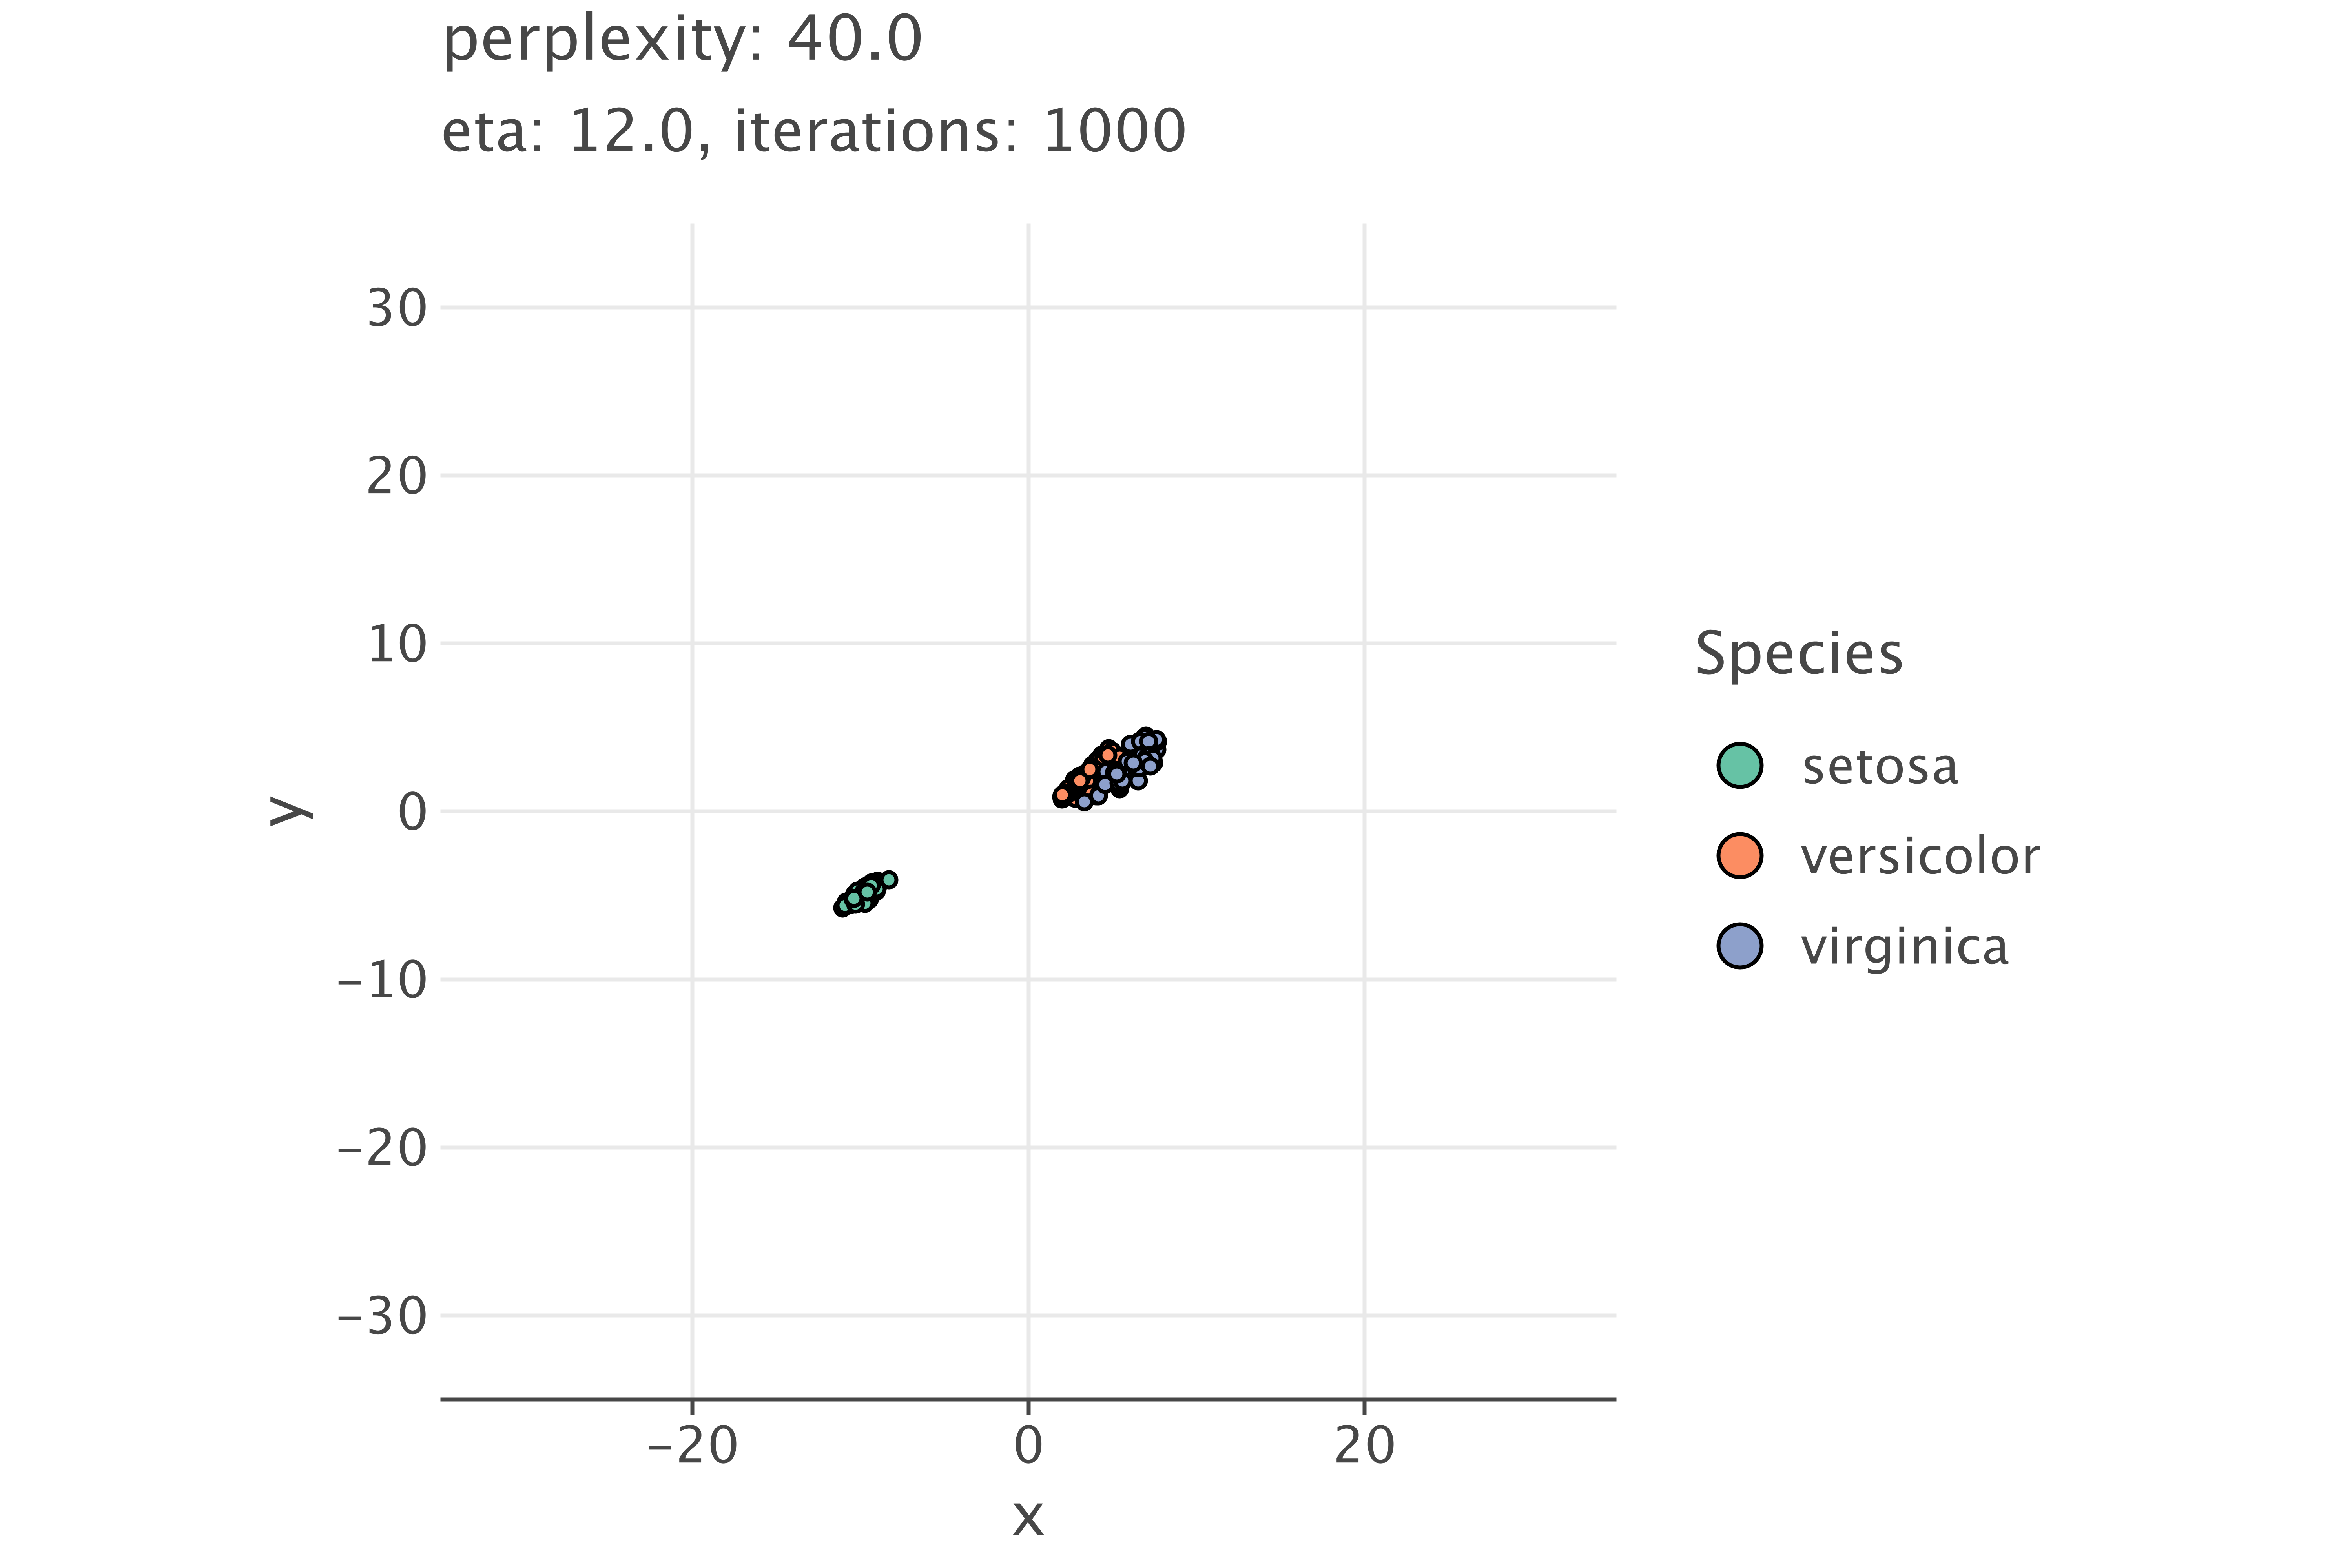 perplexity: 40.0
eta: 12.0, iterations: 1000
30
20
10
0
−10
−20
−30
y
−20
0
20
x
Species
setosa
versicolor
virginica